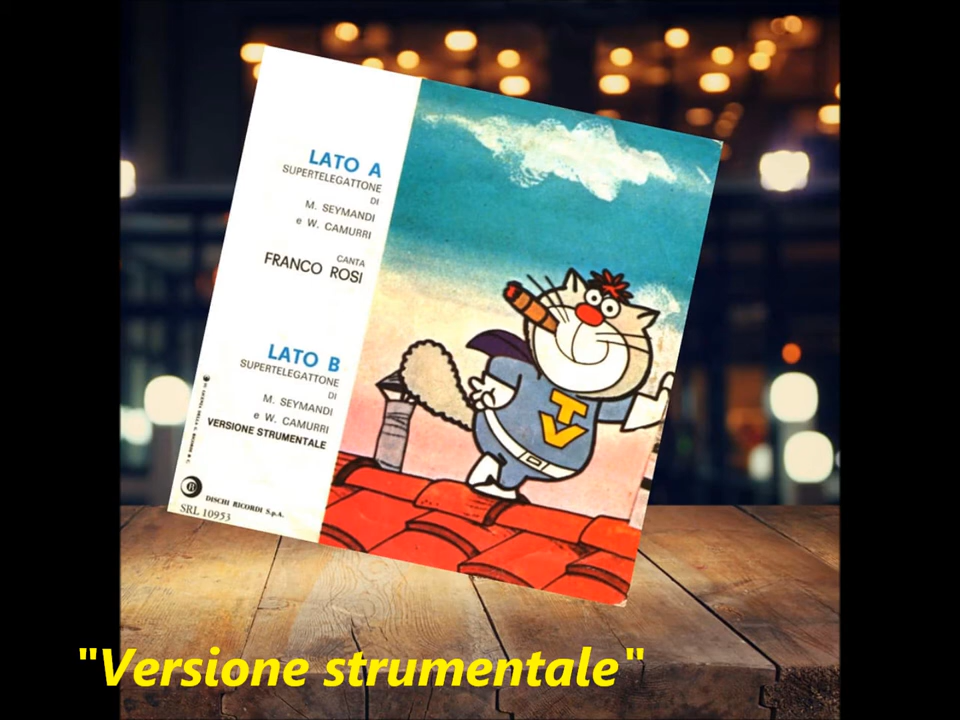 LATO A
SUPERTELEGATTONE
DI
M. SEYMANDI
e W. CAMURRI
CANTA
FRANCO ROSI
LATO B
SUPERTELEGATTONE
DI
M. SEYMANDI
e W. CAMURRI
VERSIONE STRUMENTALE
DISCHI RICORDI S.p.A.
SRL 10953
TV
"Versione strumentale"